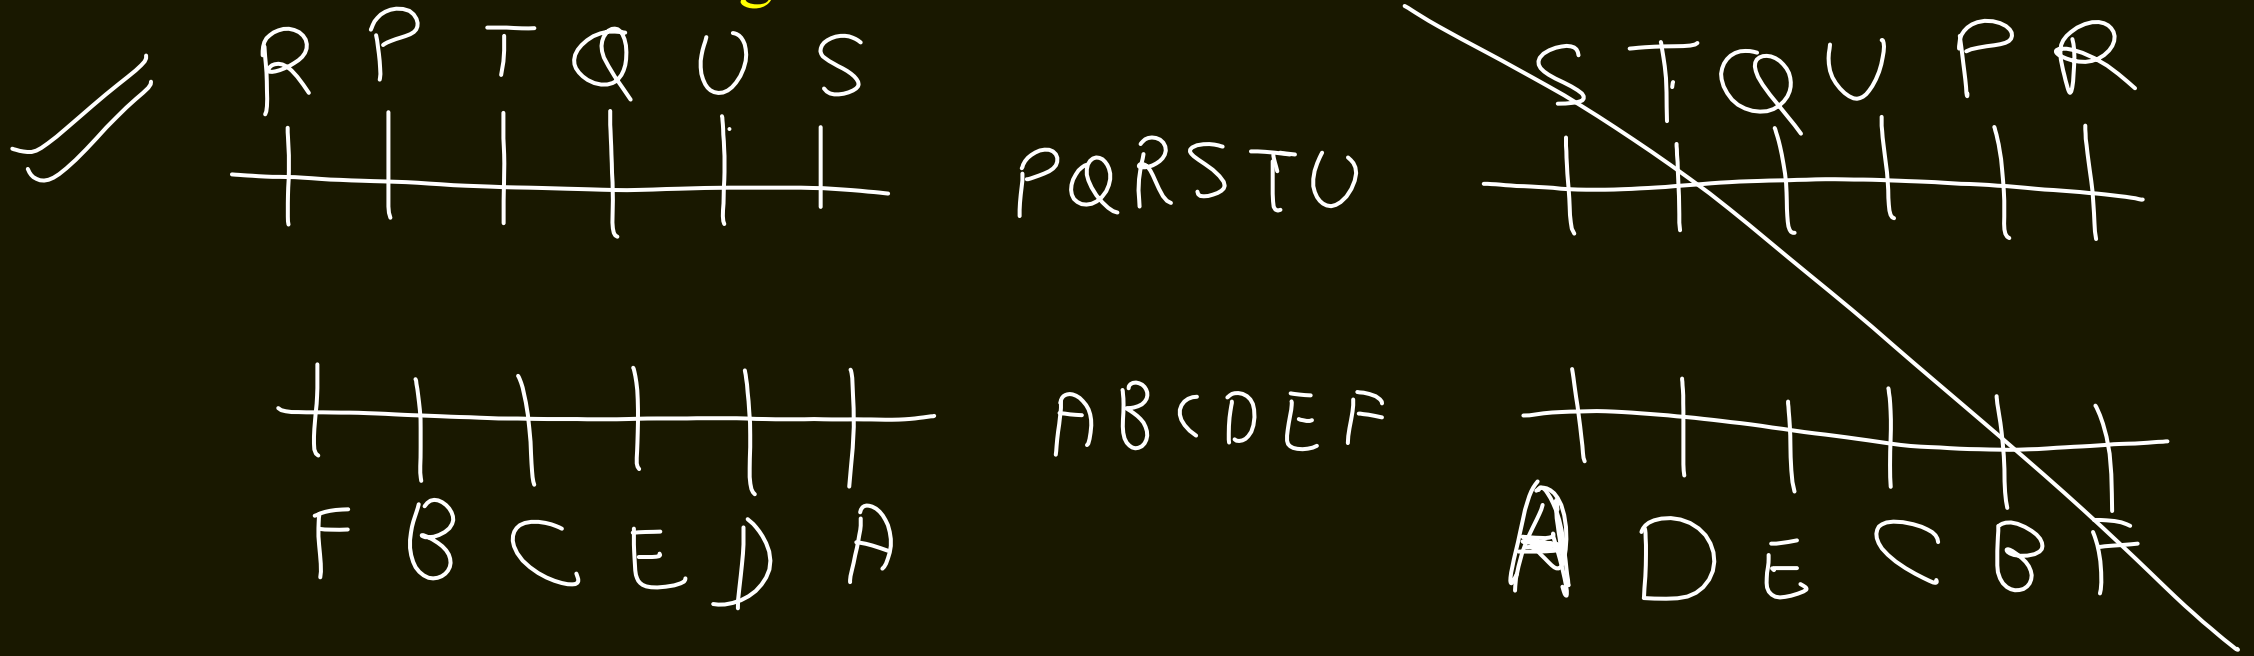 R P T Q U S
S T Q U P R
PQRSTU
ABCDEF
F B C E D A
A D E C B F